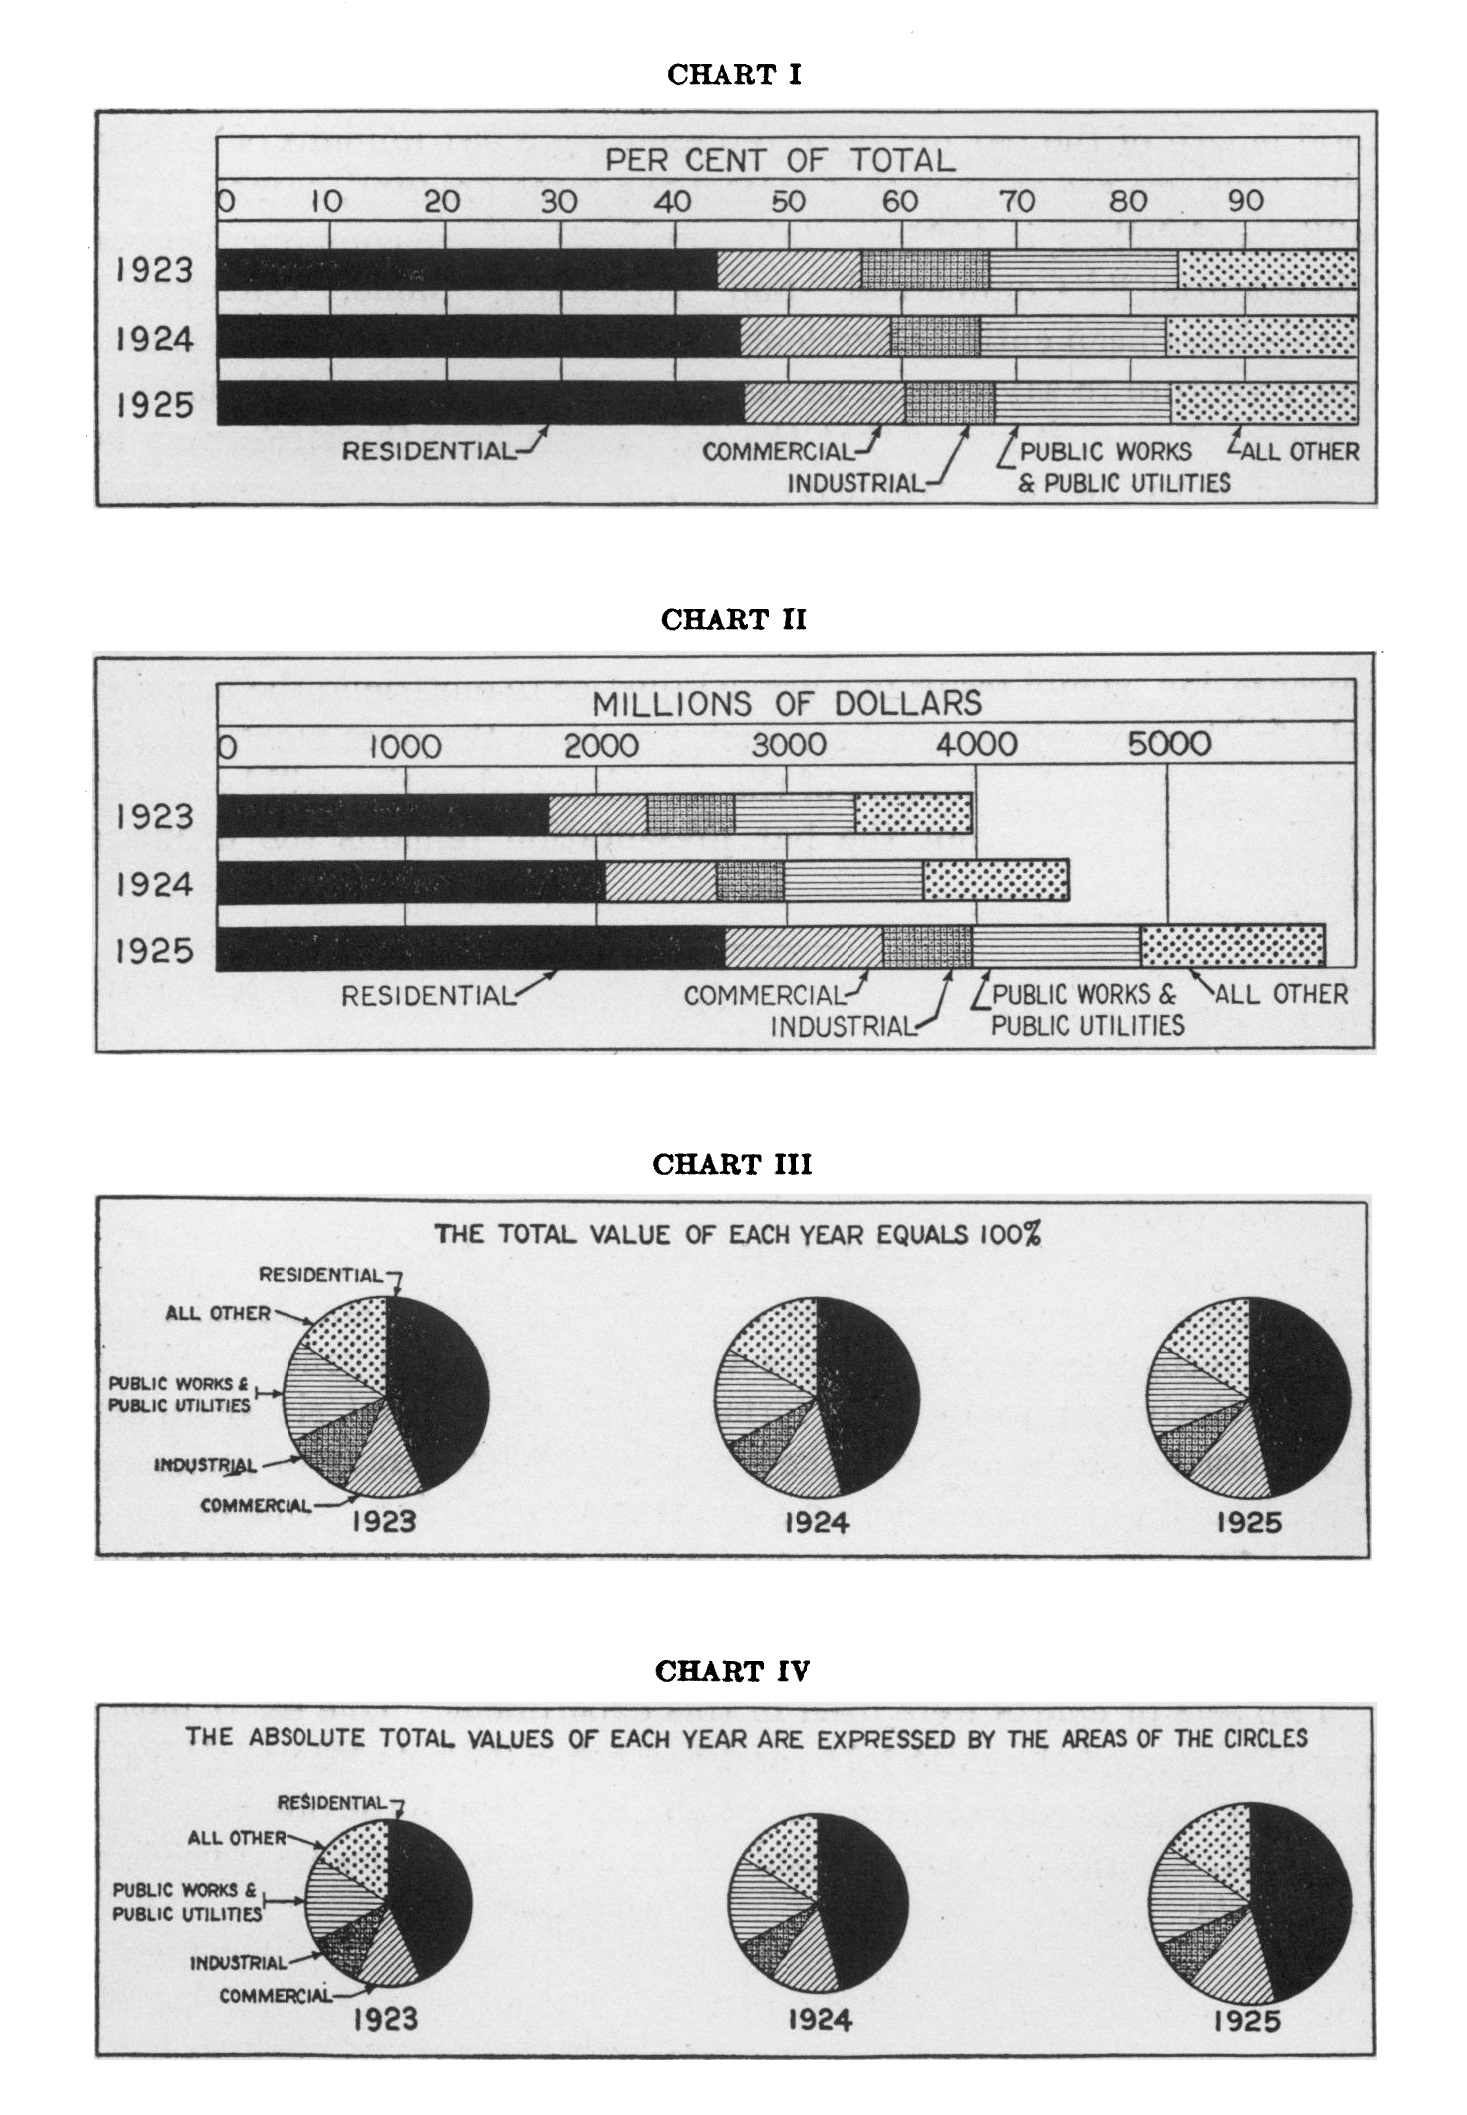 CHART I
PER CENT OF TOTAL
0 10 20 30 40 50 60 70 80 90
1923
1924
1925
RESIDENTIAL COMMERCIAL PUBLIC WORKS ALL OTHER
INDUSTRIAL & PUBLIC UTILITIES
CHART II
MILLIONS OF DOLLARS
0 1000 2000 3000 4000 5000
1923
1924
1925
RESIDENTIAL COMMERCIAL PUBLIC WORKS & ALL OTHER
INDUSTRIAL PUBLIC UTILITIES
CHART III
THE TOTAL VALUE OF EACH YEAR EQUALS 100%
RESIDENTIAL
ALL OTHER
PUBLIC WORKS &
PUBLIC UTILITIES
INDUSTRIAL
COMMERCIAL
1923 1924 1925
CHART IV
THE ABSOLUTE TOTAL VALUES OF EACH YEAR ARE EXPRESSED BY THE AREAS OF THE CIRCLES
RESIDENTIAL
ALL OTHER
PUBLIC WORKS &
PUBLIC UTILITIES
INDUSTRIAL
COMMERCIAL
1923 1924 1925